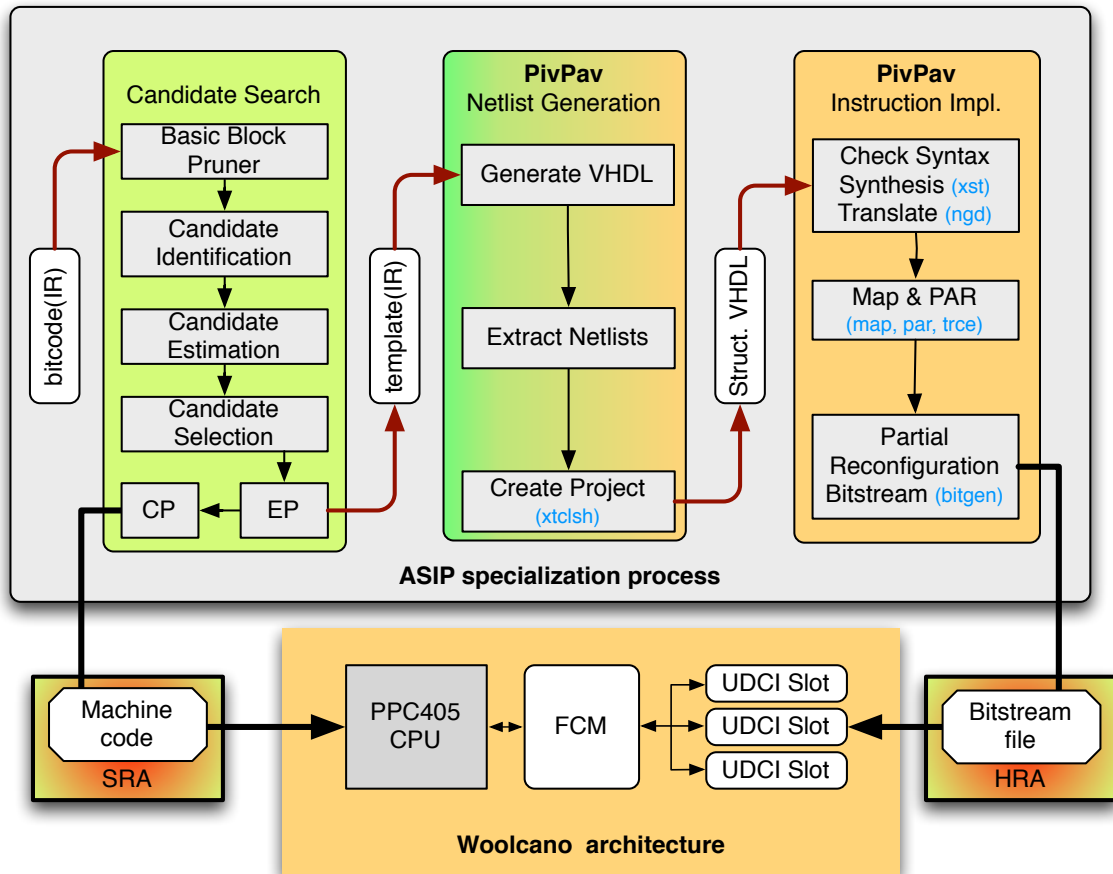 Candidate Search
Basic Block
Pruner
Candidate
Identification
Candidate
Estimation
Candidate
Selection
CP
EP
bitcode(IR)
PivPav
Netlist Generation
Generate VHDL
Extract Netlists
Create Project
(xtclsh)
template(IR)
PivPav
Instruction Impl.
Check Syntax
Synthesis (xst)
Translate (ngd)
Map & PAR
(map, par, trce)
Partial
Reconfiguration
Bitstream (bitgen)
Struct. VHDL
ASIP specialization process
Machine
code
SRA
PPC405
CPU
FCM
UDCI Slot
UDCI Slot
UDCI Slot
Bitstream
file
HRA
Woolcano architecture